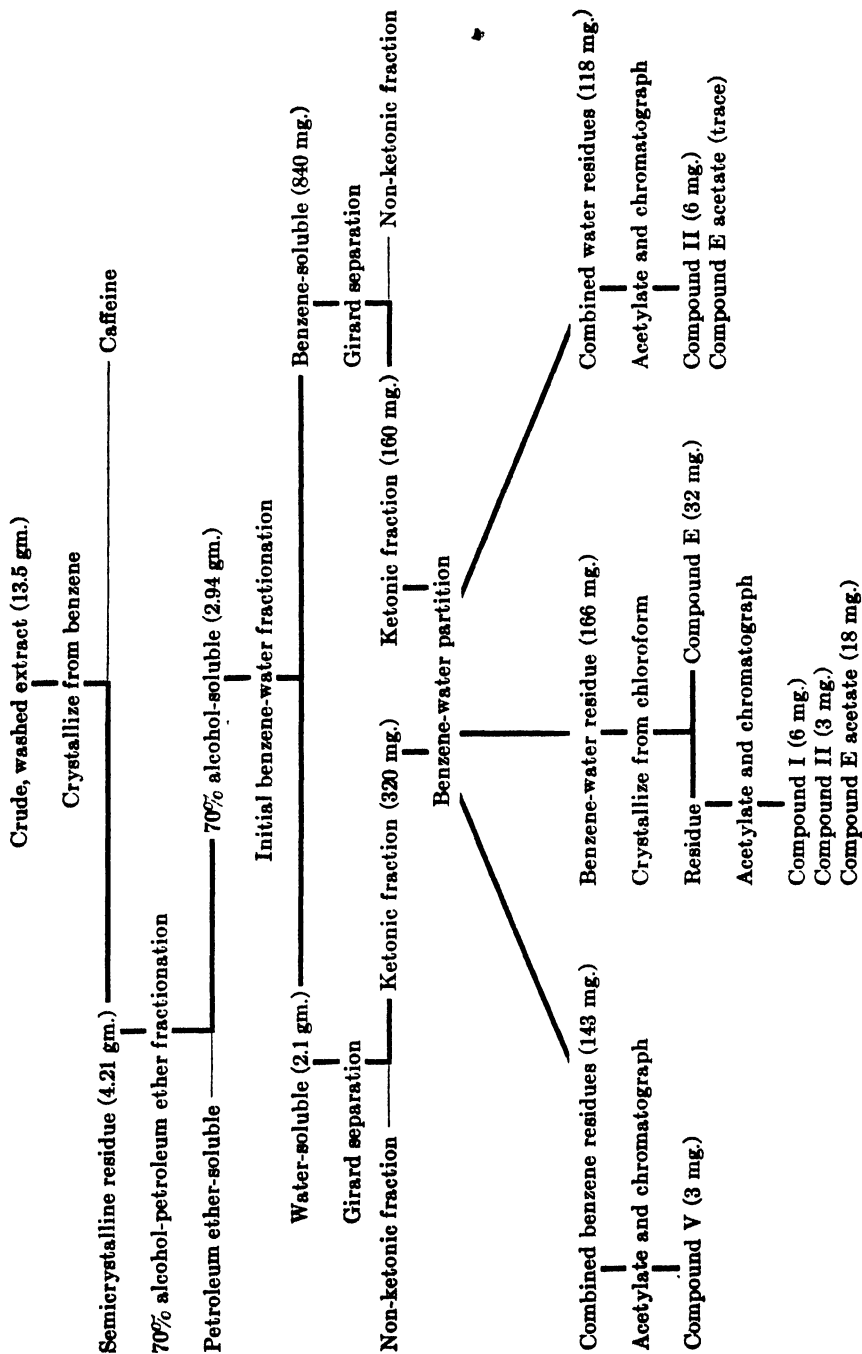 Crude, washed extract (13.5 gm.)
Crystallize from benzene
Semicrystalline residue (4.21 gm.)
Caffeine
70% alcohol-petroleum ether fractionation
Petroleum ether-soluble
70% alcohol-soluble (2.94 gm.)
Initial benzene-water fractionation
Water-soluble (2.1 gm.)
Benzene-soluble (840 mg.)
Girard separation
Girard separation
Non-ketonic fraction
Ketonic fraction (320 mg.)
Ketonic fraction (160 mg.)
Non-ketonic fraction
Benzene-water partition
Combined benzene residues (143 mg.)
Acetylate and chromatograph
Compound V (3 mg.)
Benzene-water residue (166 mg.)
Crystallize from chloroform
Residue
Compound E (32 mg.)
Acetylate and chromatograph
Compound I (6 mg.)
Compound II (3 mg.)
Compound E acetate (18 mg.)
Combined water residues (118 mg.)
Acetylate and chromatograph
Compound II (6 mg.)
Compound E acetate (trace)